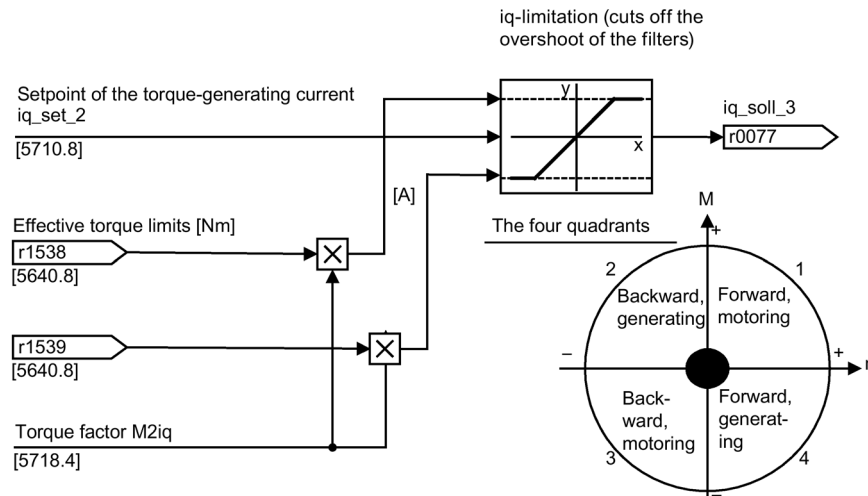 iq-limitation (cuts off the
overshoot of the filters)
Setpoint of the torque-generating current
iq_set_2
[5710.8]
y
x
iq_soll_3
r0077
[A]
Effective torque limits [Nm]
r1538
[5640.8]
r1539
[5640.8]
Torque factor M2iq
[5718.4]
The four quadrants
M
+
2
1
Backward,
generating
Forward,
motoring
–
+
n
Back-
ward,
motoring
Forward,
generat-
ing
3
4
–